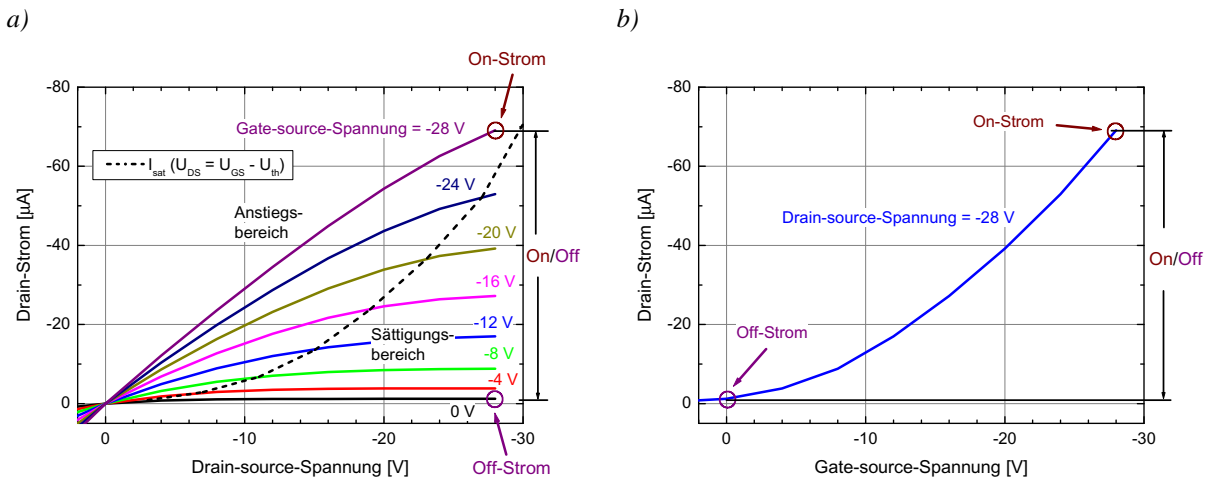 a)
On-Strom
-80
-60
-40
-20
0
Drain-Strom [µA]
Gate-source-Spannung = -28 V
I_sat (U_DS = U_GS - U_th)
Anstiegs-
bereich
-24 V
-20 V
-16 V
-12 V
-8 V
-4 V
0 V
Sättigungs-
bereich
On/Off
0
-10
-20
-30
Drain-source-Spannung [V]
Off-Strom
b)
-80
-60
-40
-20
0
Drain-Strom [µA]
On-Strom
Drain-source-Spannung = -28 V
On/Off
Off-Strom
0
-10
-20
-30
Gate-source-Spannung [V]